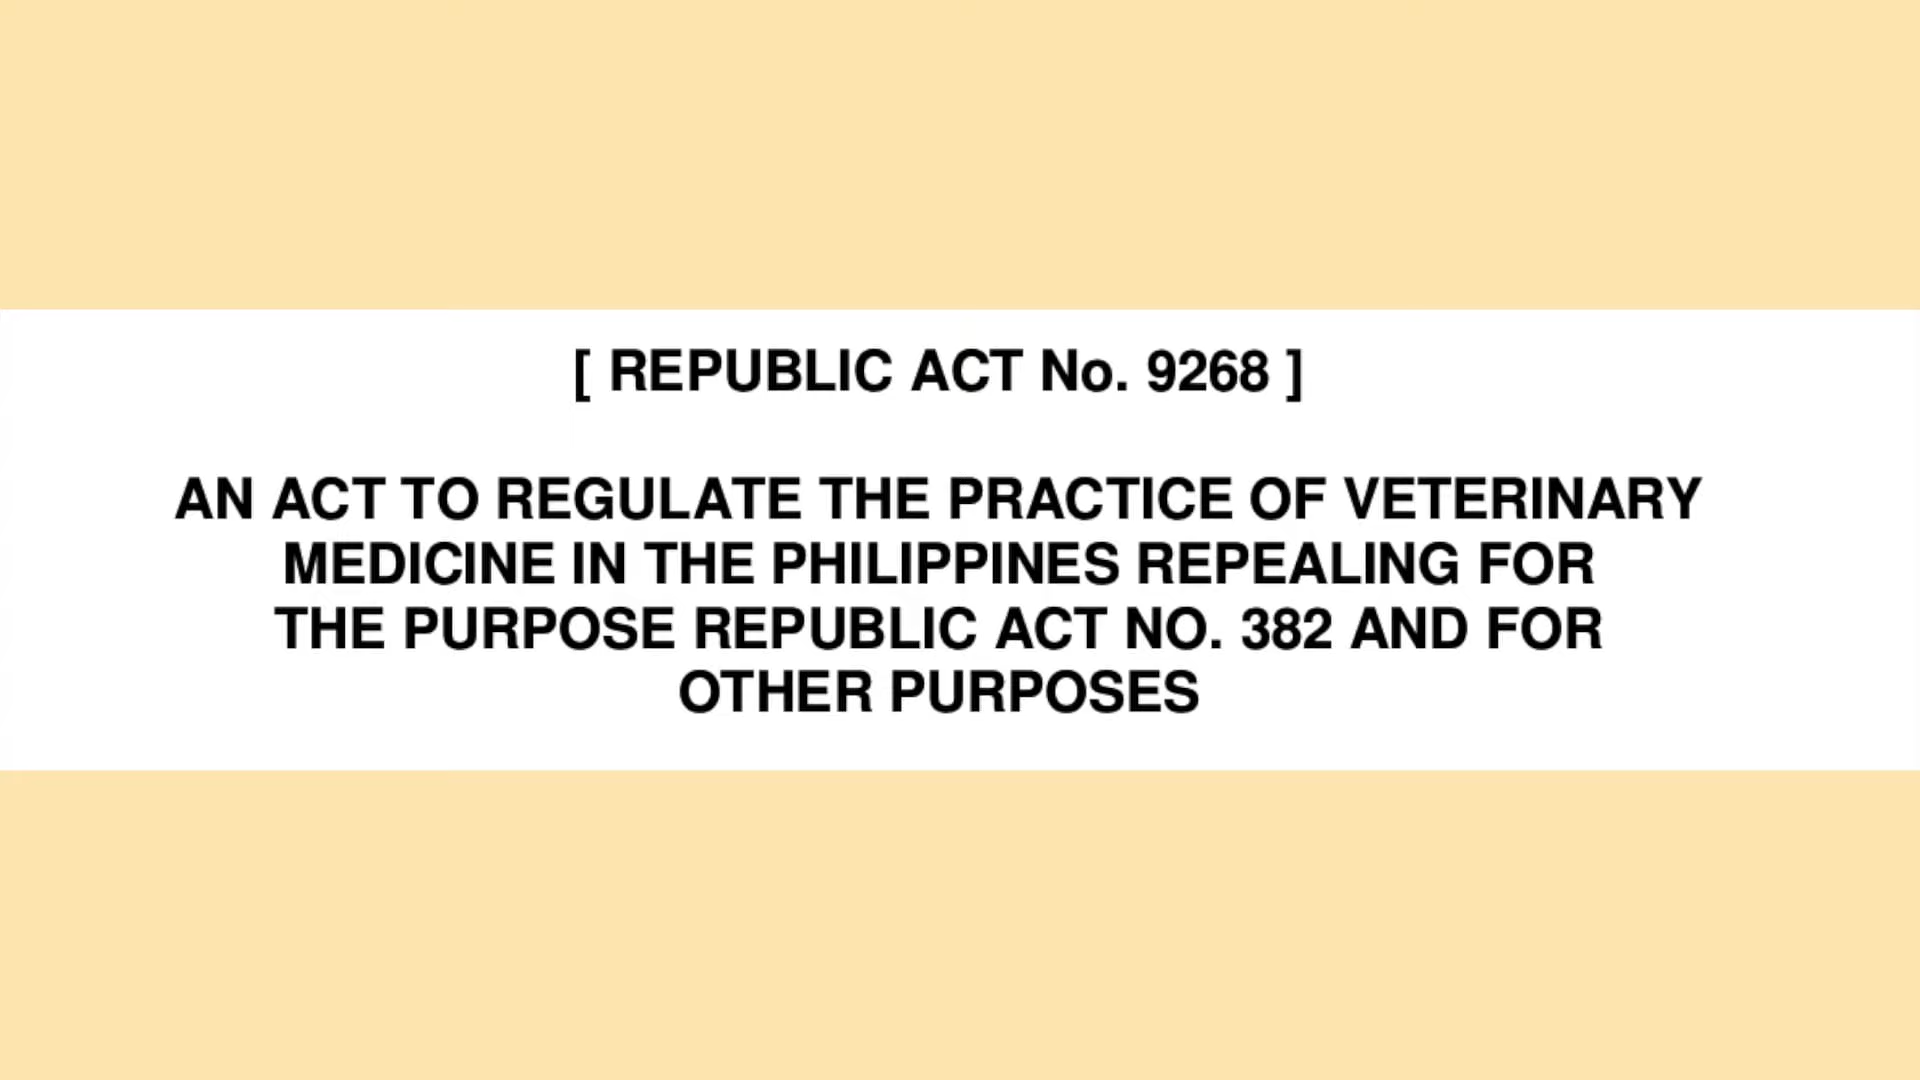 [ REPUBLIC ACT No. 9268 ]
AN ACT TO REGULATE THE PRACTICE OF VETERINARY
MEDICINE IN THE PHILIPPINES REPEALING FOR
THE PURPOSE REPUBLIC ACT NO. 382 AND FOR
OTHER PURPOSES